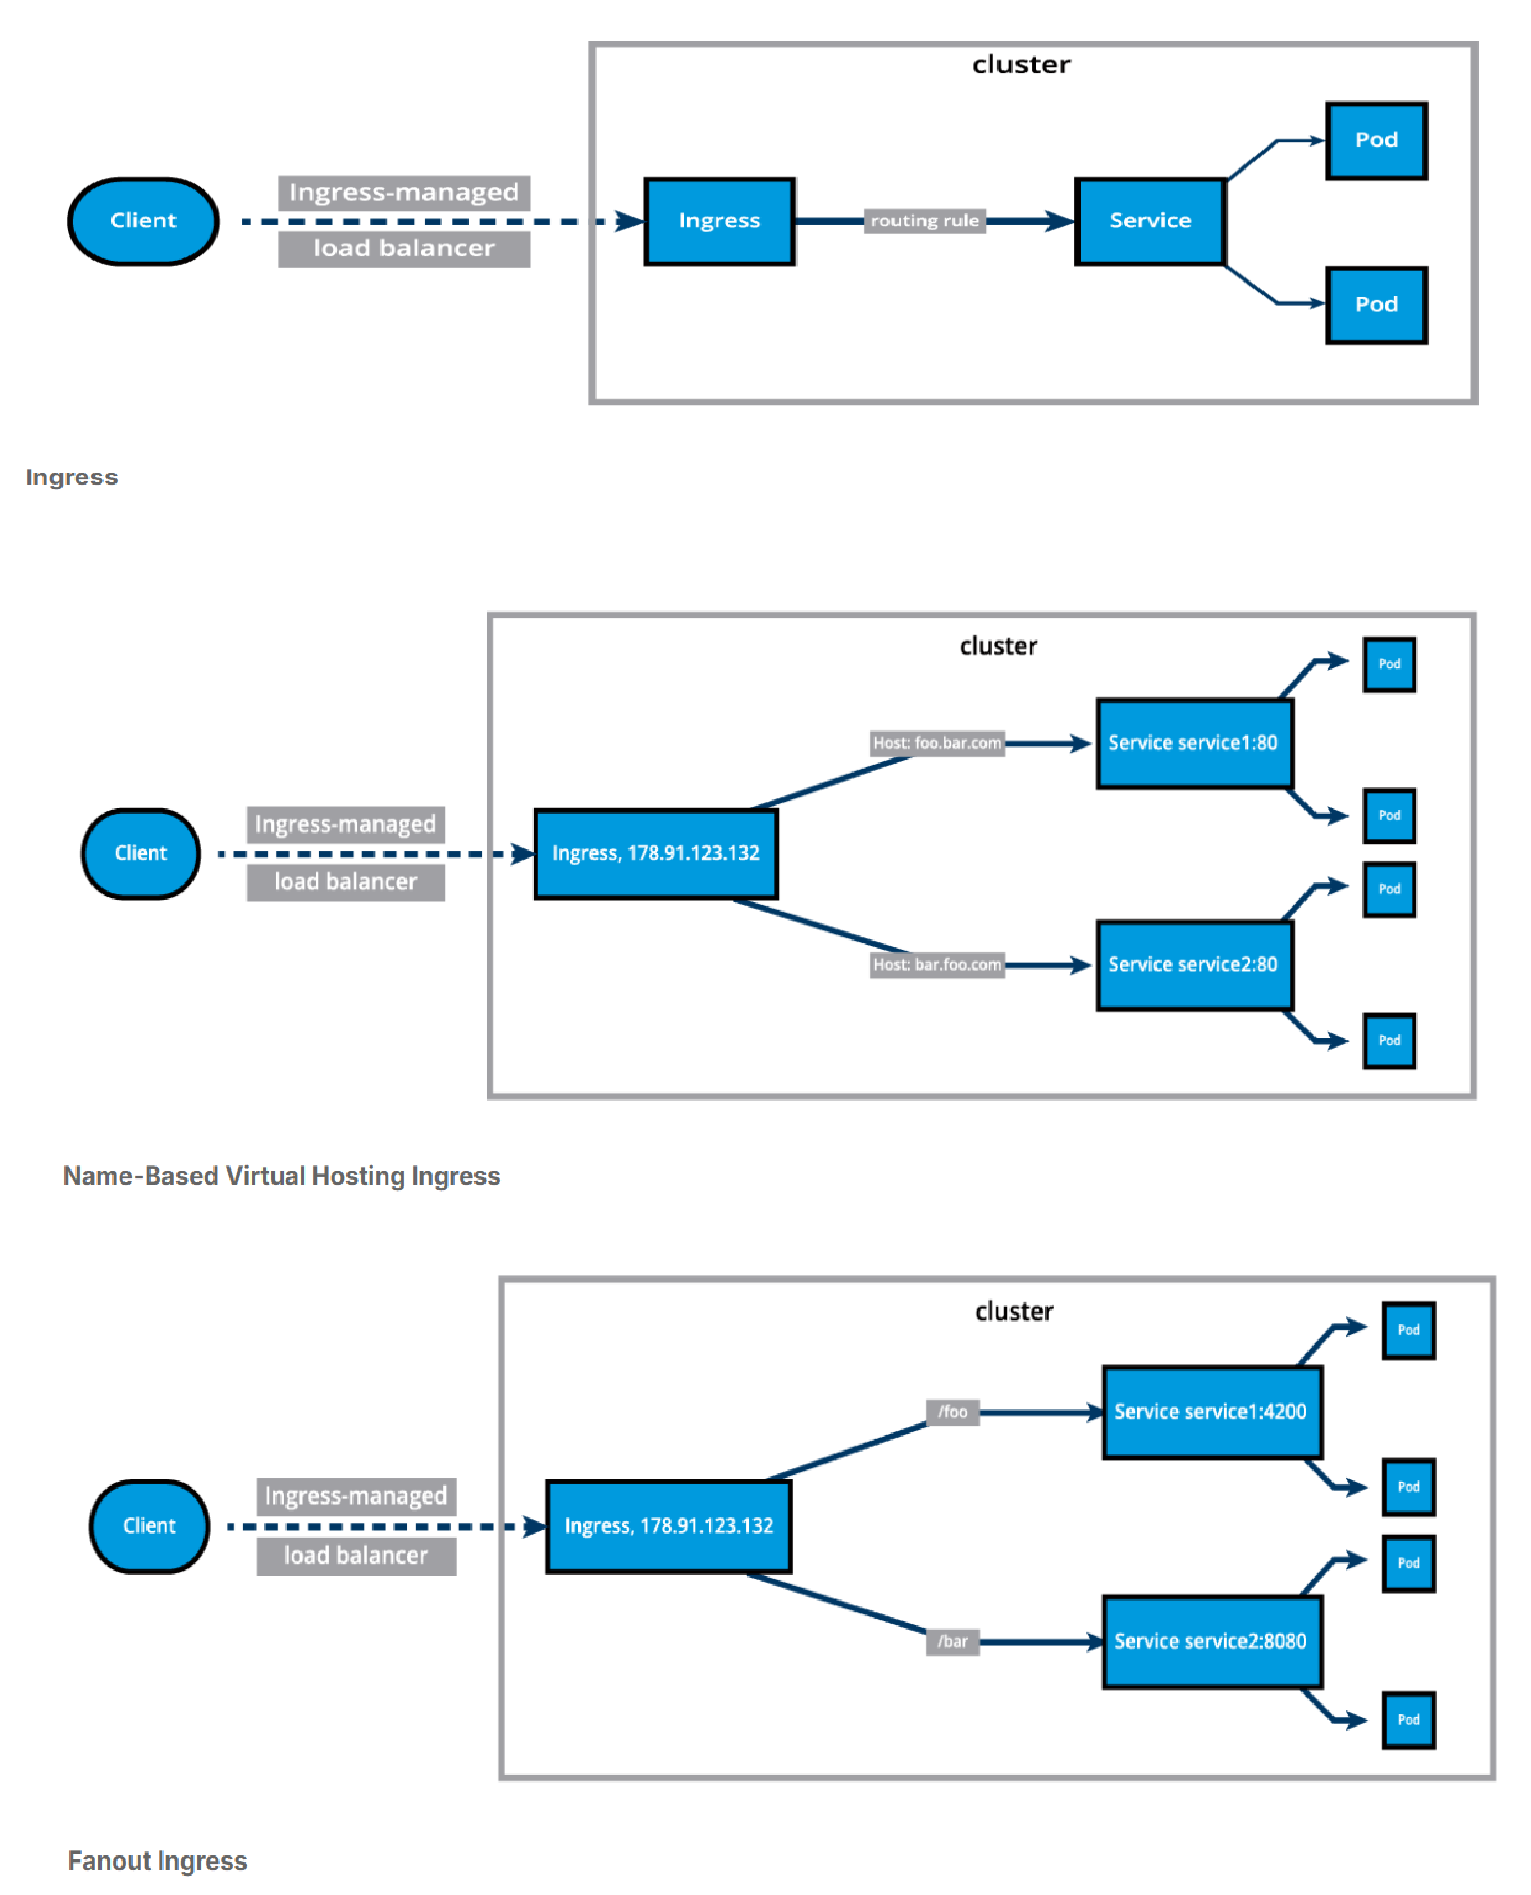 cluster
Pod
Ingress-managed
Client
Ingress
routing rule
Service
load balancer
Pod
Ingress
cluster
Pod
Host: foo.bar.com
Service service1:80
Pod
Ingress-managed
Client
Ingress, 178.91.123.132
load balancer
Pod
Host: bar.foo.com
Service service2:80
Pod
Name-Based Virtual Hosting Ingress
cluster
Pod
/foo
Service service1:4200
Pod
Ingress-managed
Client
Ingress, 178.91.123.132
load balancer
Pod
/bar
Service service2:8080
Pod
Fanout Ingress